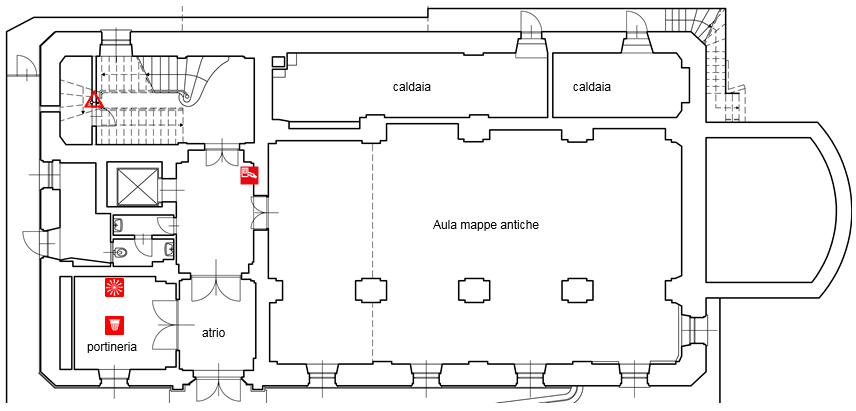 caldaia
caldaia
Aula mappe antiche
atrio
portineria